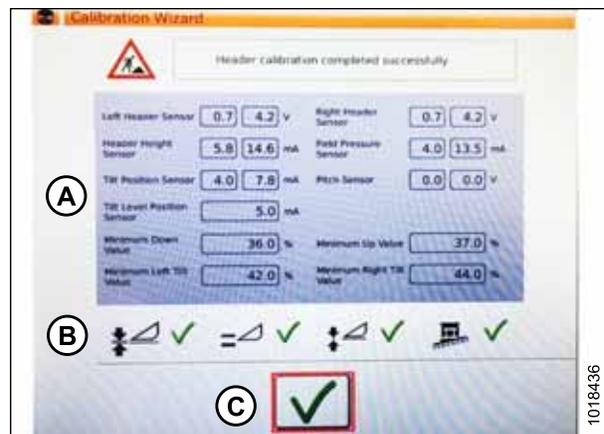 Calibration Wizard
Header calibration completed successfully
Left Header Sensor 0.7 4.2 V Right Header Sensor 0.7 4.2 V
Header Height Sensor 5.8 14.6 mA Field Pressure Sensor 4.0 13.5 mA
Tilt Position Sensor 4.0 7.8 mA Pitch Sensor 0.0 0.0 V
Tilt Level Position Sensor 5.0 mA
Minimum Down Value 36.0 % Minimum Up Value 37.0 %
Minimum Left Tilt Value 42.0 % Minimum Right Tilt Value 44.0 %
A
B
C
1018436